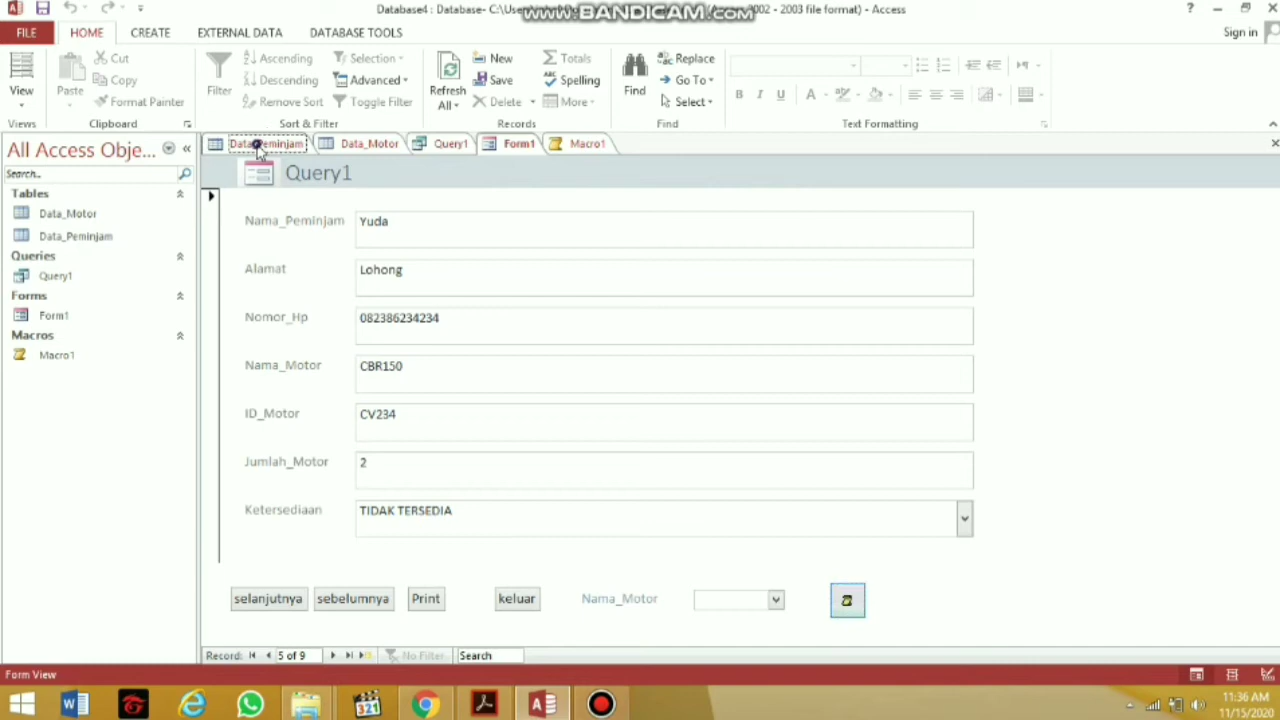 Database4 : Database- C:\Users (Access 2002 - 2003 file format) - Access
www.BANDICAM.com
FILE HOME CREATE EXTERNAL DATA DATABASE TOOLS Sign in
View
Views
Paste
Cut
Copy
Format Painter
Clipboard
Filter
Ascending
Descending
Remove Sort
Selection
Advanced
Toggle Filter
Sort & Filter
Refresh
All
New
Save
Delete
Totals
Spelling
More
Records
Find
Replace
Go To
Select
Find
B I U A
Text Formatting
All Access Obje...
Search...
Tables
Data_Motor
Data_Peminjam
Queries
Query1
Forms
Form1
Macros
Macro1
Data_Peminjam Data_Motor Query1 Form1 Macro1
Query1
Nama_Peminjam Yuda
Alamat Lohong
Nomor_Hp 082386234234
Nama_Motor CBR150
ID_Motor CV234
Jumlah_Motor 2
Ketersediaan TIDAK TERSEDIA
selanjutnya sebelumnya Print keluar Nama_Motor
Record: 5 of 9 No Filter Search
Form View
321
11:36 AM
11/15/2020